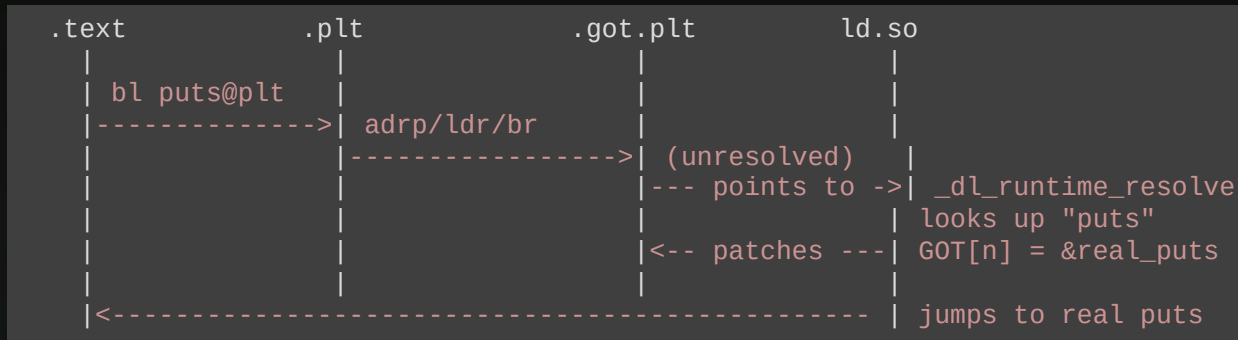 .text           .plt             .got.plt        ld.so
  |               |                  |               |
  | bl puts@plt   |                  |               |
  |-------------->| adrp/ldr/br      |               |
  |               |----------------->| (unresolved)   |
  |               |                  |--- points to ->| _dl_runtime_resolve
  |               |                  |               | looks up "puts"
  |               |                  |<-- patches ---| GOT[n] = &real_puts
  |               |                  |               |
  |<------------------------------------------------ | jumps to real puts